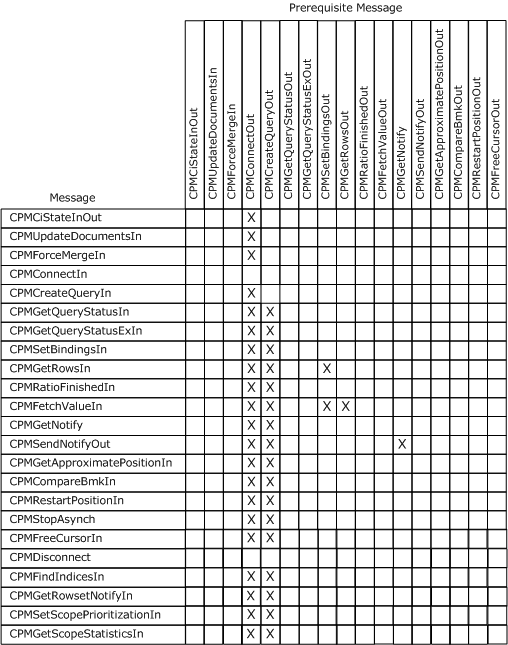 Prerequisite Message
Message
CPMCiStateInOut
CPMUpdateDocumentsIn
CPMForceMergeIn
CPMConnectOut
CPMCreateQueryOut
CPMGetQueryStatusOut
CPMGetQueryStatusExOut
CPMSetBindingsOut
CPMGetRowsOut
CPMRatioFinishedOut
CPMFetchValueOut
CPMGetNotify
CPMSendNotifyOut
CPMGetApproximatePositionOut
CPMCompareBmkOut
CPMRestartPositionOut
CPMFreeCursorOut
CPMCiStateInOut X
CPMUpdateDocumentsIn X
CPMForceMergeIn X
CPMConnectIn
CPMCreateQueryIn X
CPMGetQueryStatusIn X X
CPMGetQueryStatusExIn X X
CPMSetBindingsIn X X
CPMGetRowsIn X X X
CPMRatioFinishedIn X X
CPMFetchValueIn X X X X
CPMGetNotify X X
CPMSendNotifyOut X X X
CPMGetApproximatePositionIn X X
CPMCompareBmkIn X X
CPMRestartPositionIn X X
CPMStopAsynch X X
CPMFreeCursorIn X X
CPMDisconnect
CPMFindIndicesIn X X
CPMGetRowsetNotifyIn X X
CPMSetScopePrioritizationIn X X
CPMGetScopeStatisticsIn X X